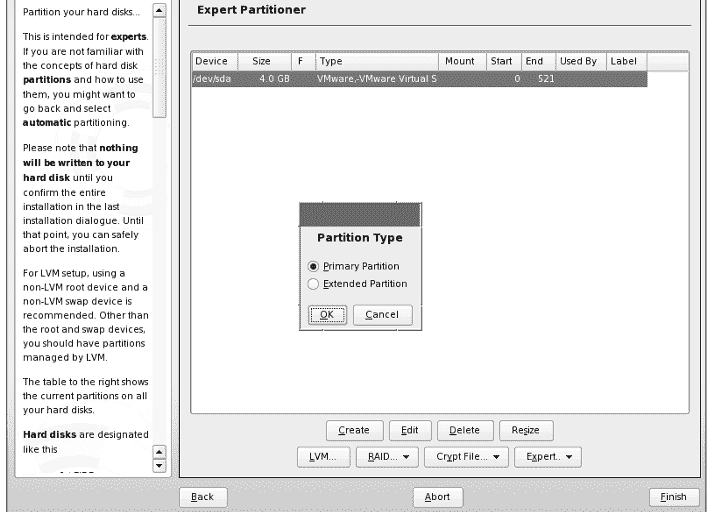 Partition your hard disks...
This is intended for experts.
If you are not familiar with
the concepts of hard disk
partitions and how to use
them, you might want to
go back and select
automatic partitioning.
Please note that nothing
will be written to your
hard disk until you
confirm the entire
installation in the last
installation dialogue. Until
that point, you can safely
abort the installation.
For LVM setup, using a
non-LVM root device and a
non-LVM swap device is
recommended. Other than
the root and swap devices,
you should have partitions
managed by LVM.
The table to the right shows
the current partitions on all
your hard disks.
Hard disks are designated
like this
Expert Partitioner
Device Size F Type Mount Start End Used By Label
/dev/sda 4.0 GB VMware,-VMware Virtual S 0 521
Partition Type
Primary Partition
Extended Partition
OK Cancel
Create Edit Delete Resize
LVM... RAID... Crypt File... Expert..
Back Abort Finish